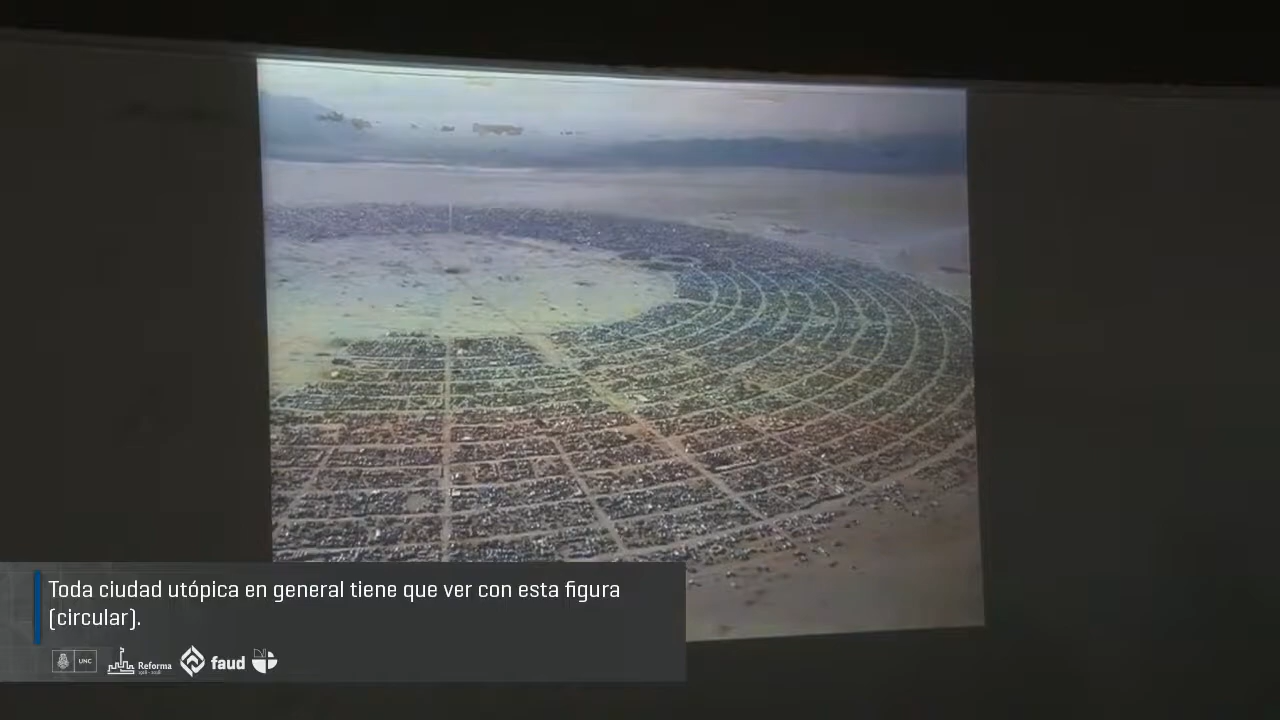 Toda ciudad utópica en general tiene que ver con esta figura
(circular).
UNC
Reforma
faud